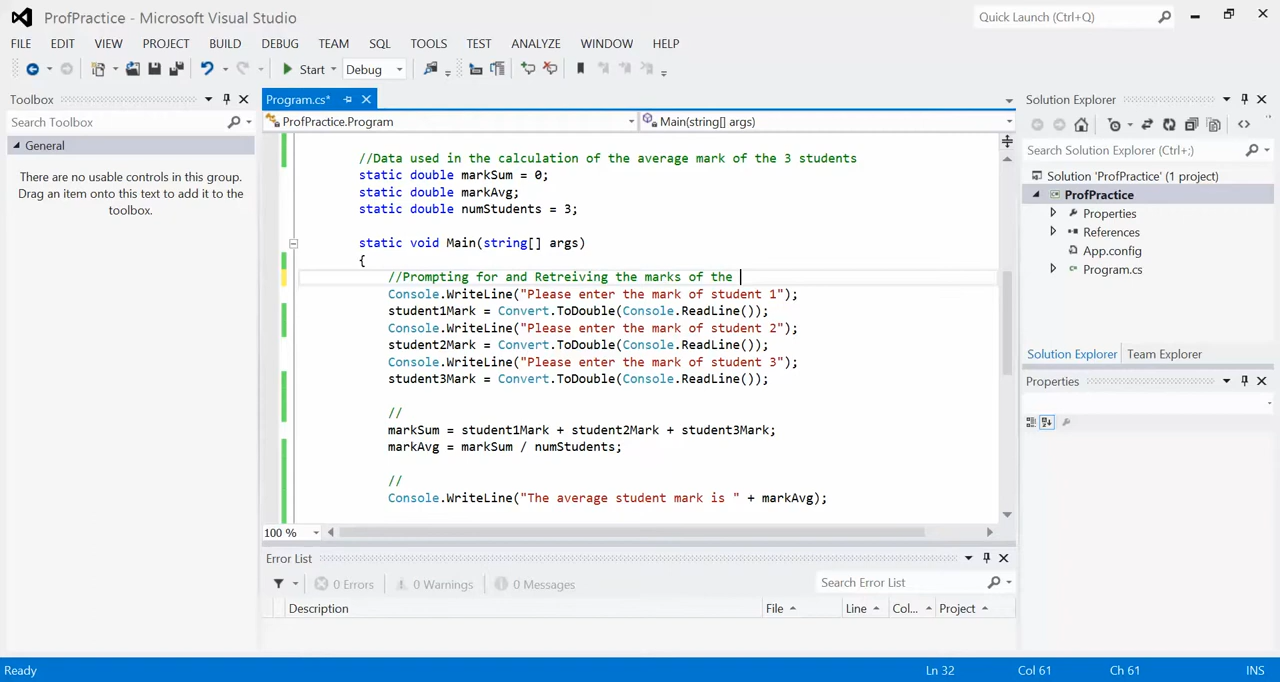 ProfPractice - Microsoft Visual Studio
Quick Launch (Ctrl+Q)
FILE EDIT VIEW PROJECT BUILD DEBUG TEAM SQL TOOLS TEST ANALYZE WINDOW HELP
Start Debug
Toolbox
Search Toolbox
General
There are no usable controls in this group.
Drag an item onto this text to add it to the
toolbox.
Program.cs*
ProfPractice.Program
Main(string[] args)
//Data used in the calculation of the average mark of the 3 students
static double markSum = 0;
static double markAvg;
static double numStudents = 3;
static void Main(string[] args)
{
//Prompting for and Retreiving the marks of the
Console.WriteLine("Please enter the mark of student 1");
student1Mark = Convert.ToDouble(Console.ReadLine());
Console.WriteLine("Please enter the mark of student 2");
student2Mark = Convert.ToDouble(Console.ReadLine());
Console.WriteLine("Please enter the mark of student 3");
student3Mark = Convert.ToDouble(Console.ReadLine());
//
markSum = student1Mark + student2Mark + student3Mark;
markAvg = markSum / numStudents;
//
Console.WriteLine("The average student mark is " + markAvg);
100 %
Error List
0 Errors 0 Warnings 0 Messages
Search Error List
Description File Line Col... Project
Solution Explorer
Search Solution Explorer (Ctrl+;)
Solution 'ProfPractice' (1 project)
ProfPractice
Properties
References
App.config
Program.cs
Solution Explorer Team Explorer
Properties
Ready
Ln 32 Col 61 Ch 61 INS